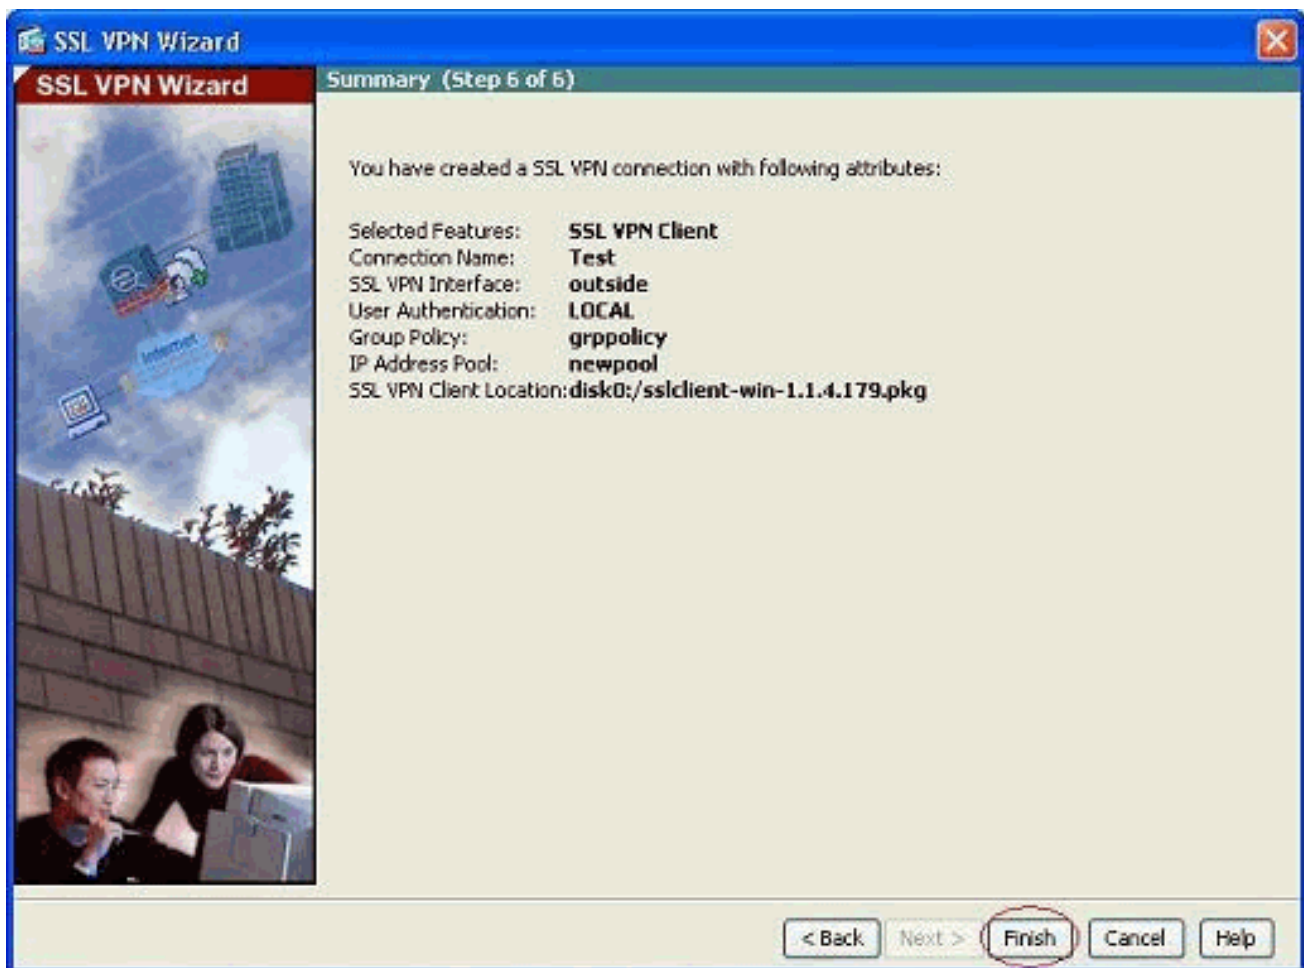 SSL VPN Wizard
SSL VPN Wizard
Summary (Step 6 of 6)
You have created a SSL VPN connection with following attributes:
Selected Features: SSL VPN Client
Connection Name: Test
SSL VPN Interface: outside
User Authentication: LOCAL
Group Policy: grppolicy
IP Address Pool: newpool
SSL VPN Client Location: disk0:/sslclient-win-1.1.4.179.pkg
Internet
< Back Next > Finish Cancel Help